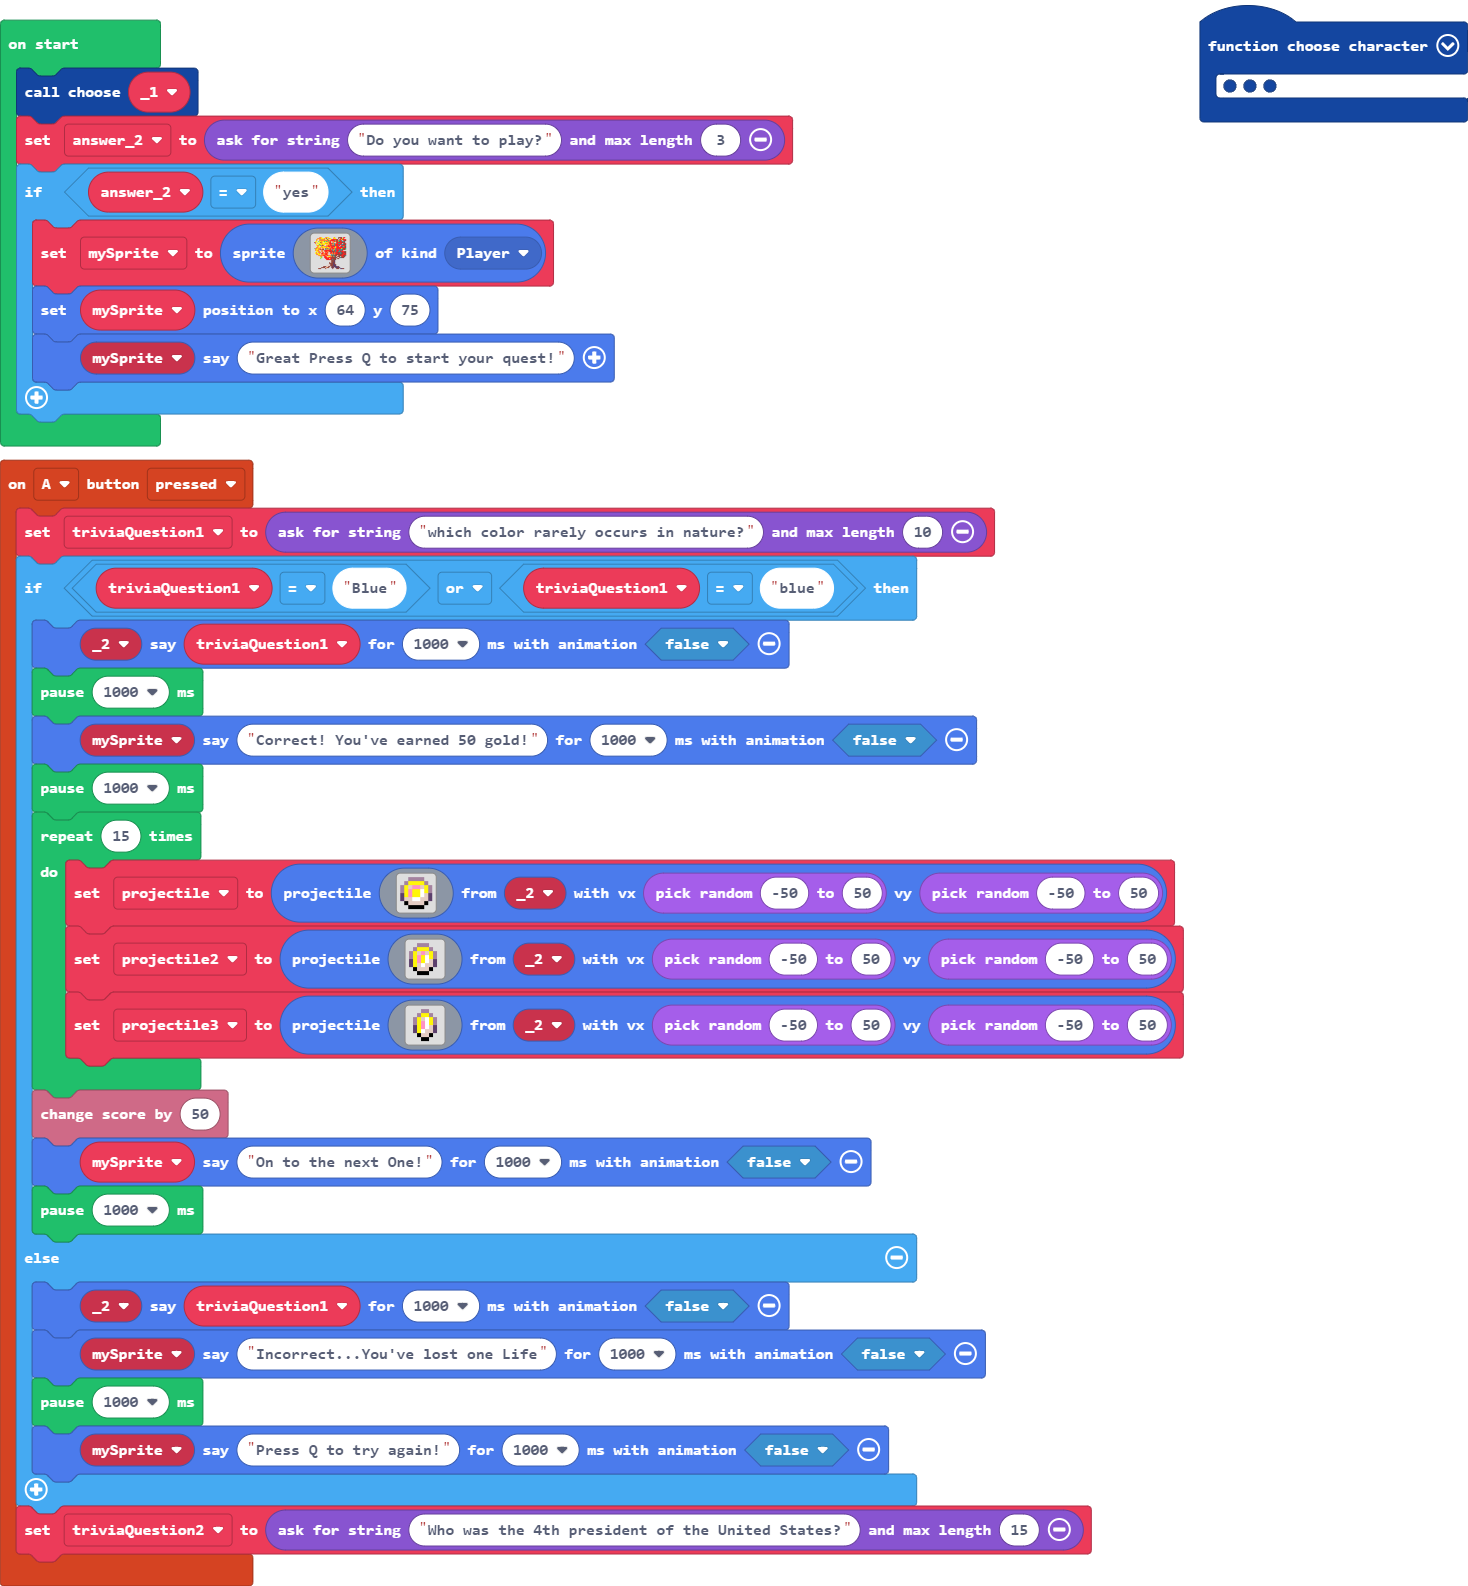 on start
call choose _1
set answer_2 to ask for string "Do you want to play?" and max length 3
if answer_2 = "yes" then
set mySprite to sprite of kind Player
set mySprite position to x 64 y 75
mySprite say "Great Press Q to start your quest!"
function choose character
on A button pressed
set triviaQuestion1 to ask for string "which color rarely occurs in nature?" and max length 10
if triviaQuestion1 = "Blue" or triviaQuestion1 = "blue" then
_2 say triviaQuestion1 for 1000 ms with animation false
pause 1000 ms
mySprite say "Correct! You've earned 50 gold!" for 1000 ms with animation false
pause 1000 ms
repeat 15 times
do
set projectile to projectile from _2 with vx pick random -50 to 50 vy pick random -50 to 50
set projectile2 to projectile from _2 with vx pick random -50 to 50 vy pick random -50 to 50
set projectile3 to projectile from _2 with vx pick random -50 to 50 vy pick random -50 to 50
change score by 50
mySprite say "On to the next One!" for 1000 ms with animation false
pause 1000 ms
else
_2 say triviaQuestion1 for 1000 ms with animation false
mySprite say "Incorrect...You've lost one Life" for 1000 ms with animation false
pause 1000 ms
mySprite say "Press Q to try again!" for 1000 ms with animation false
set triviaQuestion2 to ask for string "Who was the 4th president of the United States?" and max length 15